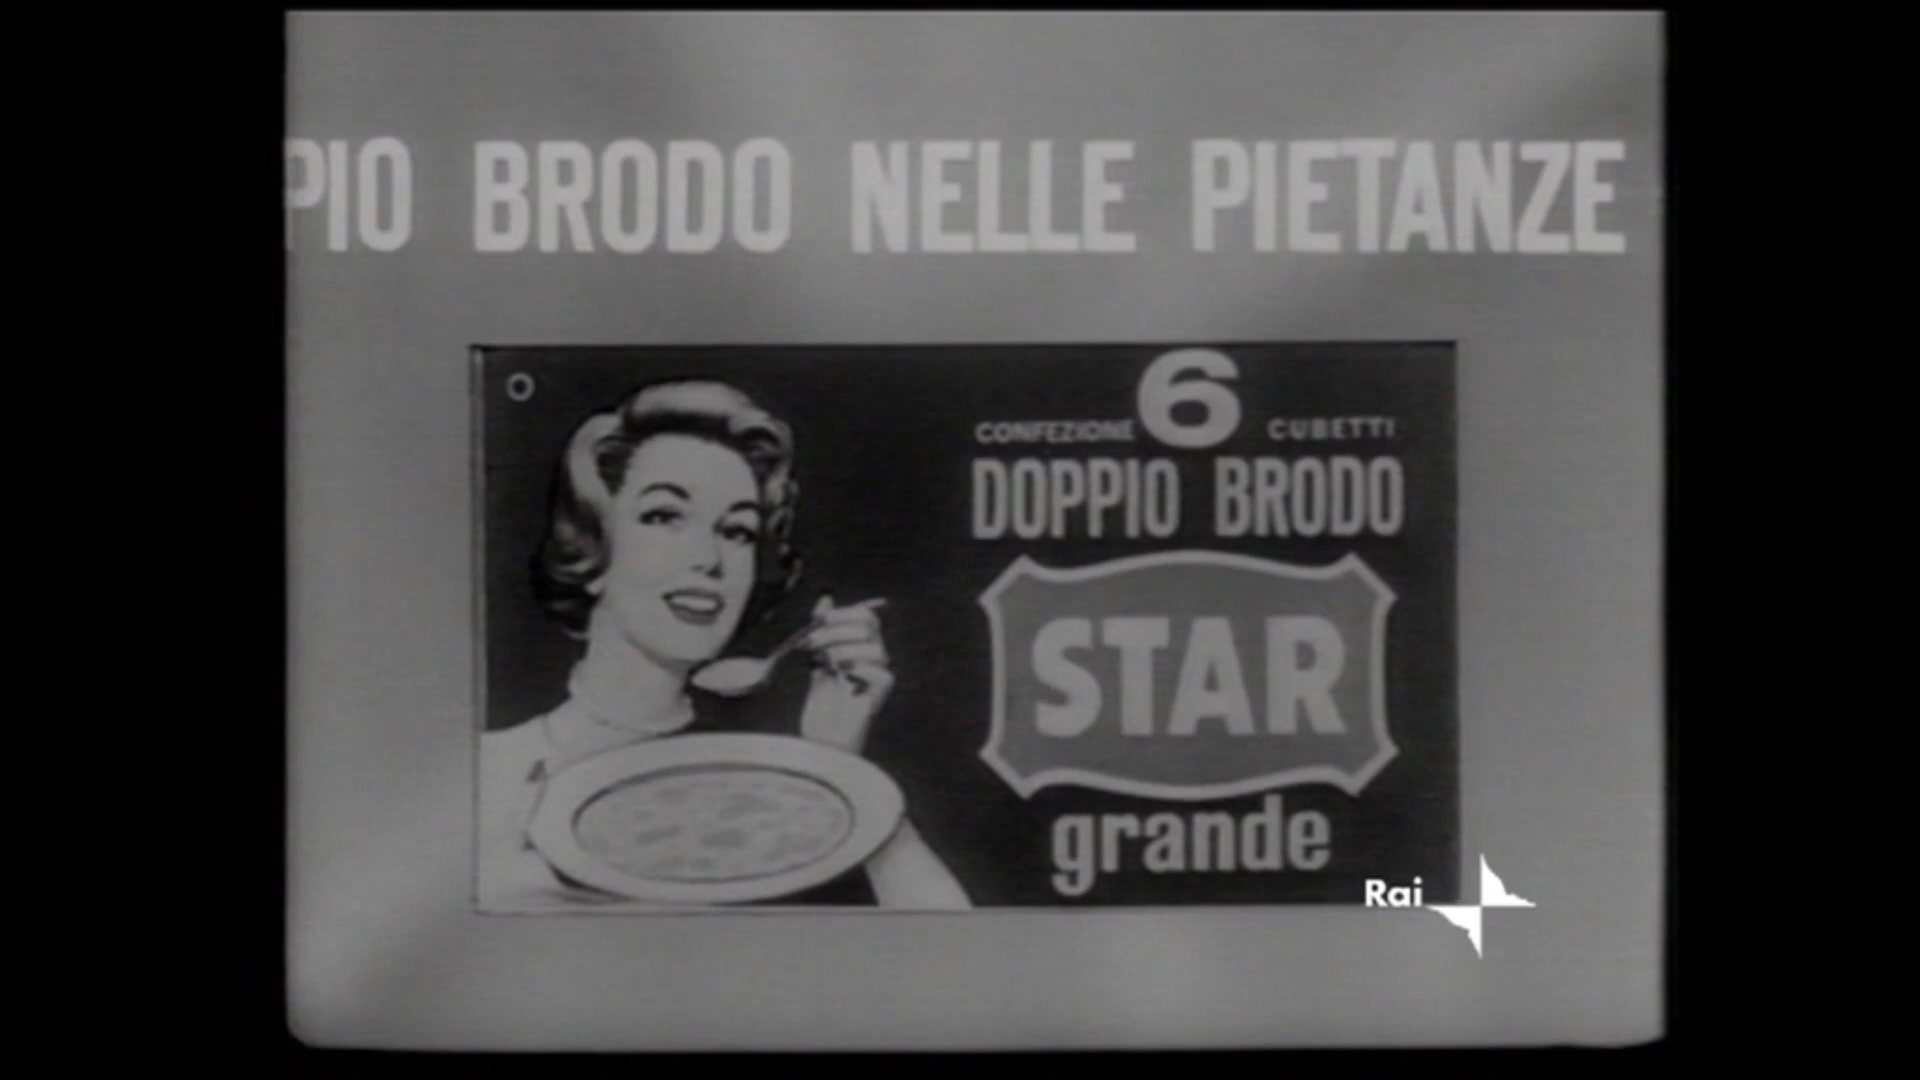 PIO BRODO NELLE PIETANZE
6
CONFEZIONE CUBETTI
DOPPIO BRODO
STAR
grande
Rai